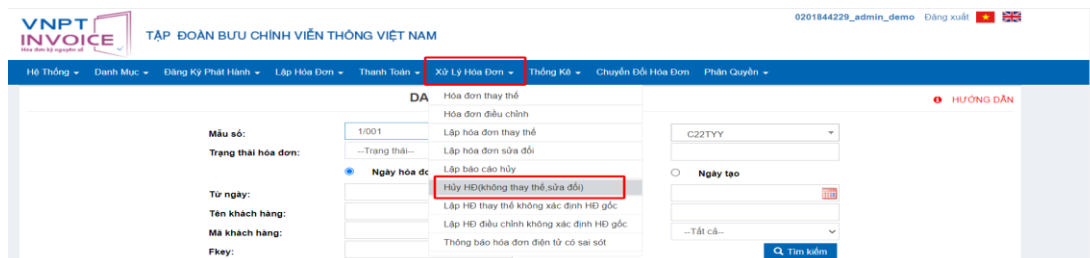 0201844229_admin_demo Đăng xuất
VNPT
INVOICE
Hóa đơn ký nguyên số
TẬP ĐOÀN BƯU CHÍNH VIỄN THÔNG VIỆT NAM
Hệ Thống Danh Mục Đăng Ký Phát Hành Lập Hóa Đơn Thanh Toán Xử Lý Hóa Đơn Thống Kê Chuyển Đổi Hóa Đơn Phân Quyền
DA
HƯỚNG DẪN
Hóa đơn thay thế
Hóa đơn điều chỉnh
Lập hóa đơn thay thế
Lập hóa đơn sửa đổi
Lập báo cáo hủy
Hủy HĐ(không thay thế,sửa đổi)
Lập HĐ thay thế không xác định HĐ gốc
Lập HĐ điều chỉnh không xác định HĐ gốc
Thông báo hóa đơn điện tử có sai sót
Mẫu số: 1/001 C22TYY
Trạng thái hóa đơn: --Trạng thái--
Ngày hóa đơ Ngày tạo
Từ ngày:
Tên khách hàng:
Mã khách hàng: --Tất cả--
Fkey: Tìm kiếm